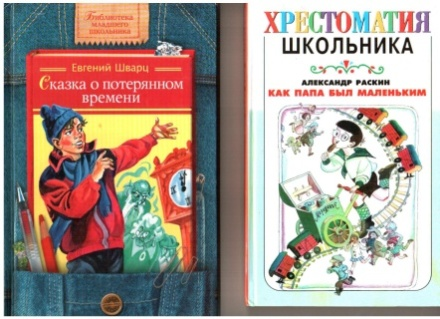 Библиотека
младшего
школьника
Евгений Шварц
Сказка о потерянном
времени
ХРЕСТОМАТИЯ
ШКОЛЬНИКА
АЛЕКСАНДР РАСКИН
КАК ПАПА БЫЛ МАЛЕНЬКИМ